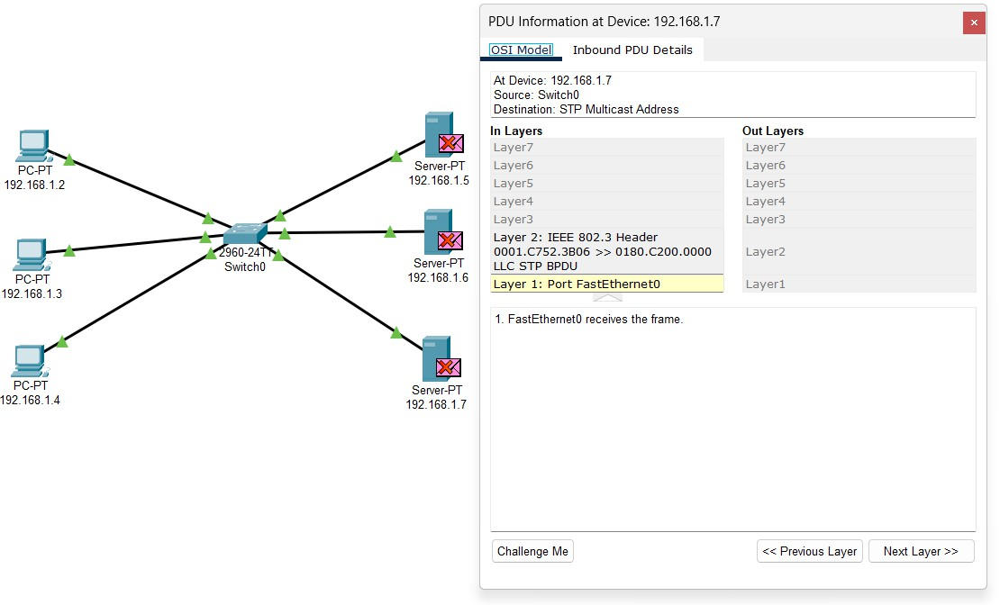 PC-PT
192.168.1.2
PC-PT
192.168.1.3
PC-PT
192.168.1.4
2960-24TT
Switch0
Server-PT
192.168.1.5
Server-PT
192.168.1.6
Server-PT
192.168.1.7
PDU Information at Device: 192.168.1.7
OSI Model Inbound PDU Details
At Device: 192.168.1.7
Source: Switch0
Destination: STP Multicast Address
In Layers
Layer7
Layer6
Layer5
Layer4
Layer3
Layer 2: IEEE 802.3 Header
0001.C752.3B06 >> 0180.C200.0000
LLC STP BPDU
Layer 1: Port FastEthernet0
Out Layers
Layer7
Layer6
Layer5
Layer4
Layer3
Layer2
Layer1
1. FastEthernet0 receives the frame.
Challenge Me
<< Previous Layer
Next Layer >>